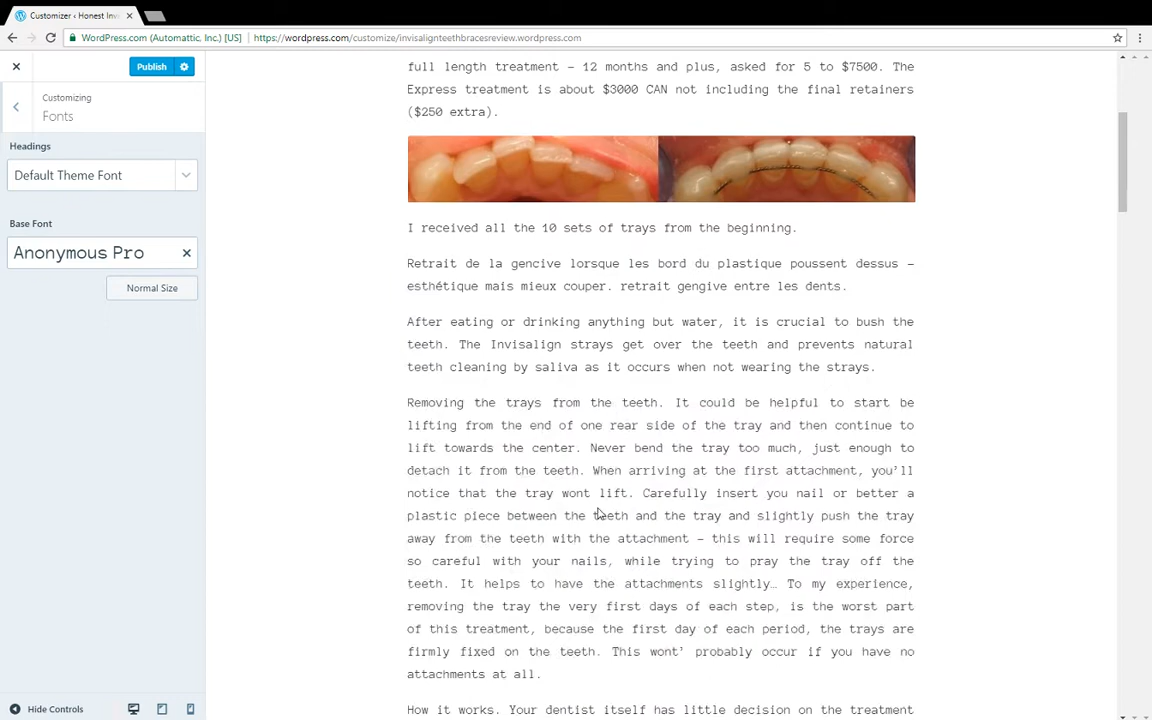 Customizer ‹ Honest Inv
WordPress.com (Automattic, Inc.) [US]
https://wordpress.com/customize/invisalignteethbracesreview.wordpress.com
Publish
Customizing
Fonts
Headings
Default Theme Font
Base Font
Anonymous Pro
Normal Size
Hide Controls
full length treatment – 12 months and plus, asked for 5 to $7500. The
Express treatment is about $3000 CAN not including the final retainers
($250 extra).
I received all the 10 sets of trays from the beginning.
Retrait de la gencive lorsque les bord du plastique poussent dessus –
esthétique mais mieux couper. retrait gengive entre les dents.
After eating or drinking anything but water, it is crucial to bush the
teeth. The Invisalign strays get over the teeth and prevents natural
teeth cleaning by saliva as it occurs when not wearing the strays.
Removing the trays from the teeth. It could be helpful to start be
lifting from the end of one rear side of the tray and then continue to
lift towards the center. Never bend the tray too much, just enough to
detach it from the teeth. When arriving at the first attachment, you’ll
notice that the tray wont lift. Carefully insert you nail or better a
plastic piece between the teeth and the tray and slightly push the tray
away from the teeth with the attachment – this will require some force
so careful with your nails, while trying to pray the tray off the
teeth. It helps to have the attachments slightly… To my experience,
removing the tray the very first days of each step, is the worst part
of this treatment, because the first day of each period, the trays are
firmly fixed on the teeth. This wont’ probably occur if you have no
attachments at all.
How it works. Your dentist itself has little decision on the treatment